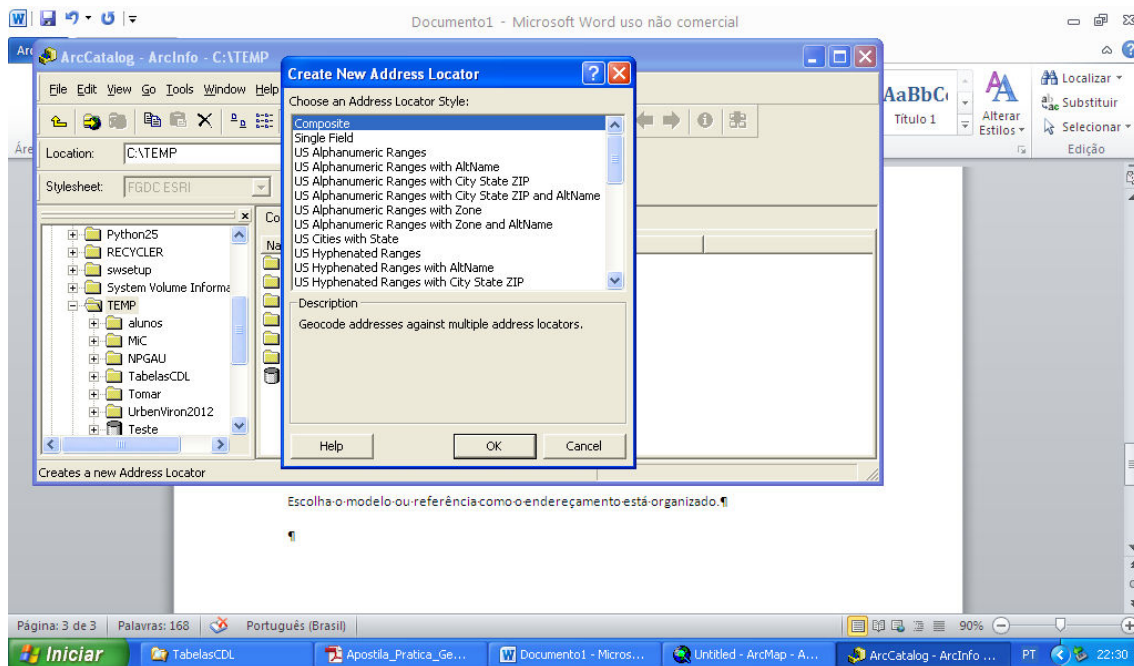 Documento1 - Microsoft Word uso não comercial
Localizar
Substituir
Selecionar
Edição
AaBbC
Título 1
Alterar
Estilos
ArcCatalog - ArcInfo - C:\TEMP
File Edit View Go Tools Window Help
Location: C:\TEMP
Stylesheet: FGDC ESRI
Python25
RECYCLER
swsetup
System Volume Informa
TEMP
alunos
MiC
NPGAU
TabelasCDL
Tomar
UrbenViron2012
Teste
Co
Na
Creates a new Address Locator
Create New Address Locator
Choose an Address Locator Style:
Composite
Single Field
US Alphanumeric Ranges
US Alphanumeric Ranges with AltName
US Alphanumeric Ranges with City State ZIP
US Alphanumeric Ranges with City State ZIP and AltName
US Alphanumeric Ranges with Zone
US Alphanumeric Ranges with Zone and AltName
US Cities with State
US Hyphenated Ranges
US Hyphenated Ranges with AltName
US Hyphenated Ranges with City State ZIP
Description
Geocode addresses against multiple address locators.
Help OK Cancel
Escolha·o·modelo·ou·referência·como·o·endereçamento·está·organizado.¶
¶
Página: 3 de 3 Palavras: 168 Português (Brasil) 90%
Iniciar TabelasCDL Apostila_Pratica_Ge... Documento1 - Micros... Untitled - ArcMap - A... ArcCatalog - ArcInfo ... PT 22:30